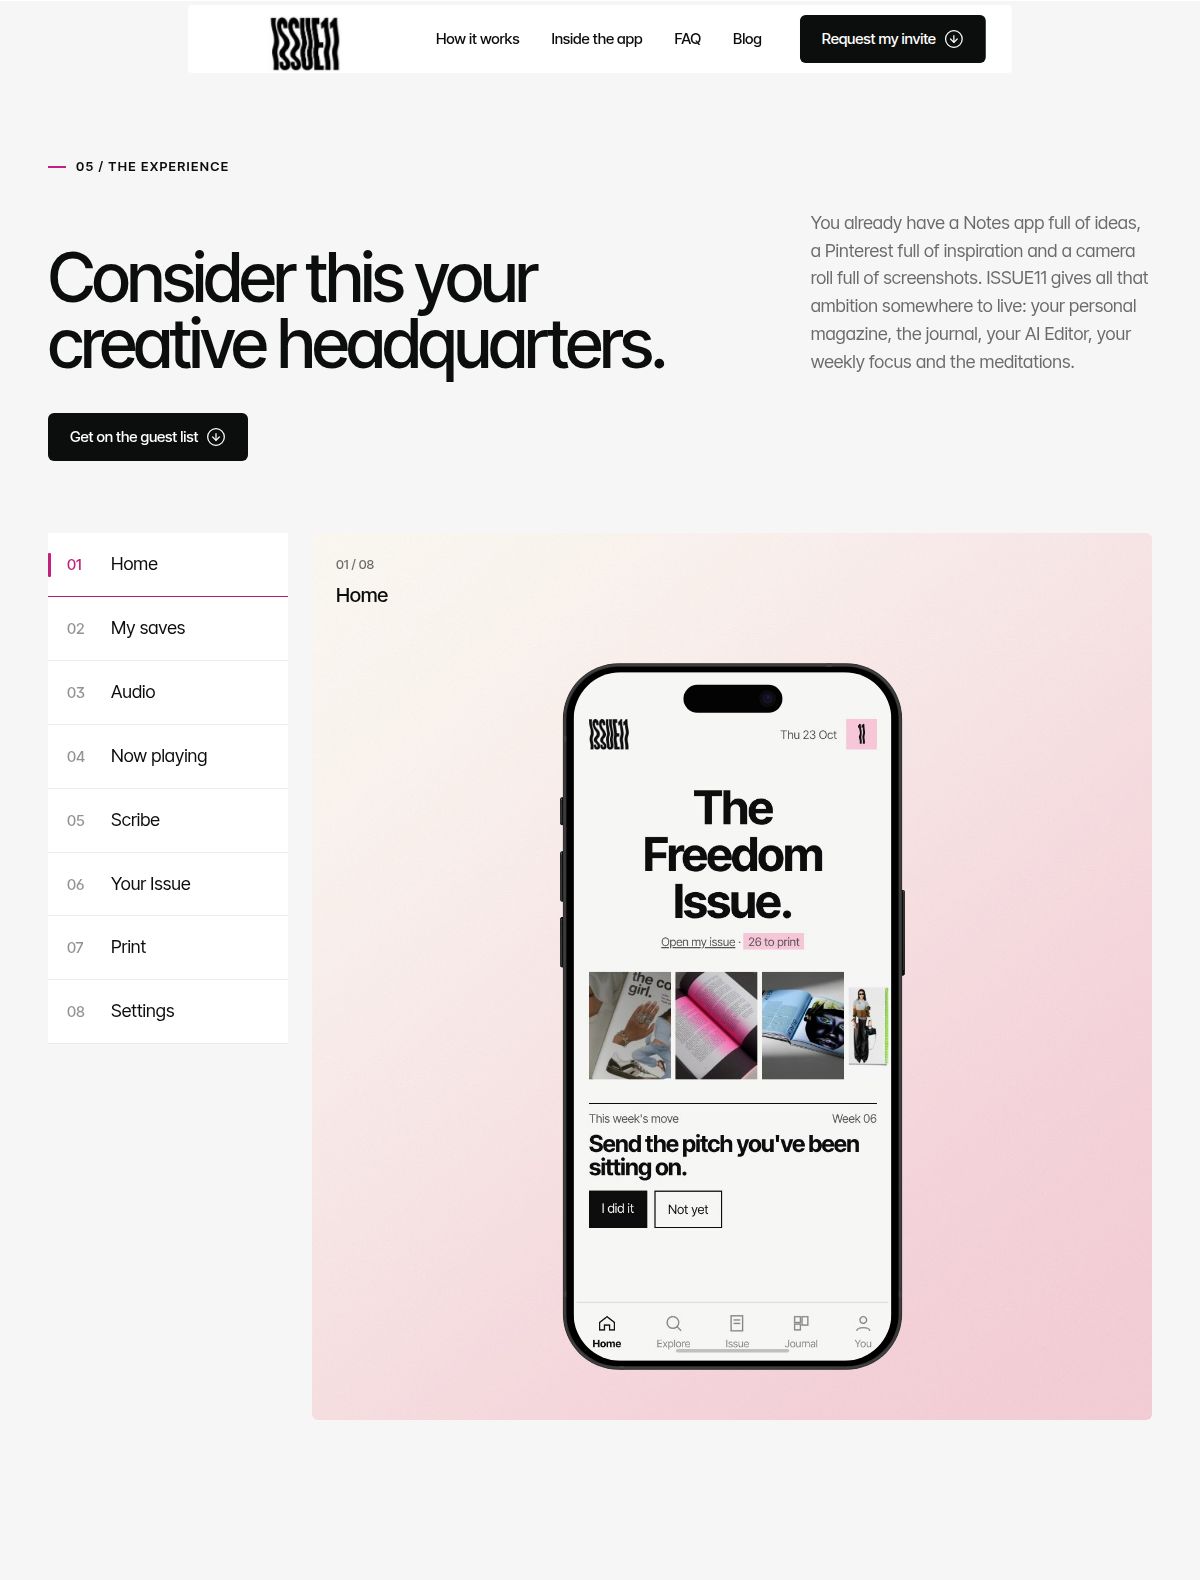 ISSUE11
How it works
Inside the app
FAQ
Blog
Request my invite
05 / THE EXPERIENCE
Consider this your
creative headquarters.
You already have a Notes app full of ideas,
a Pinterest full of inspiration and a camera
roll full of screenshots. ISSUE11 gives all that
ambition somewhere to live: your personal
magazine, the journal, your AI Editor, your
weekly focus and the meditations.
Get on the guest list
01 Home
02 My saves
03 Audio
04 Now playing
05 Scribe
06 Your Issue
07 Print
08 Settings
01 / 08
Home
ISSUE11
Thu 23 Oct
11
The
Freedom
Issue.
Open my issue · 26 to print
the co
girl.
This week's move
Week 06
Send the pitch you've been
sitting on.
I did it
Not yet
Home
Explore
Issue
Journal
You